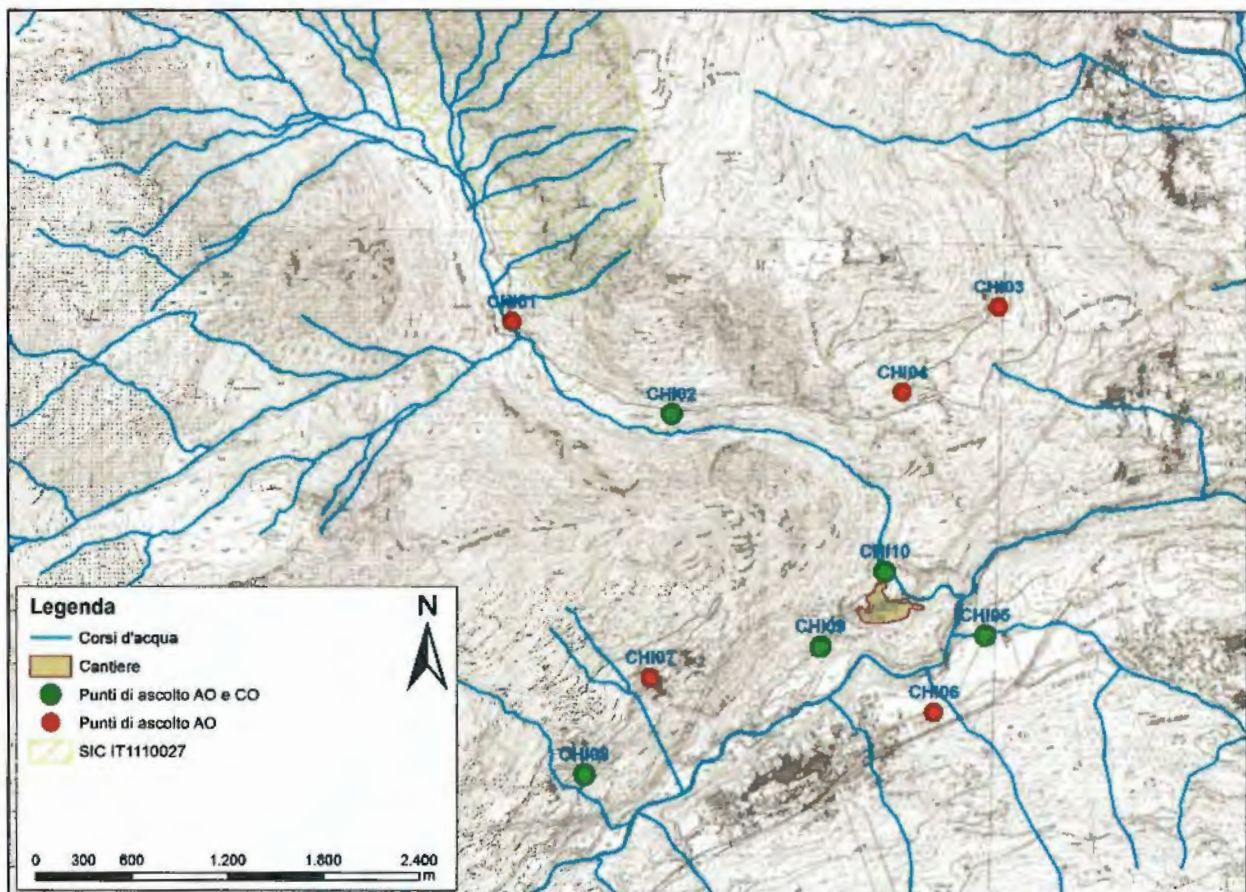 CHI01
CHI03
CHI04
CHI02
CHI10
CHI05
CHI09
CHI07
CHI06
CHI08
Legenda
N
Corsi d'acqua
Cantiere
Punti di ascolto AO e CO
Punti di ascolto AO
SIC IT1110027
0 300 600 1.200 1.800 2.400
m